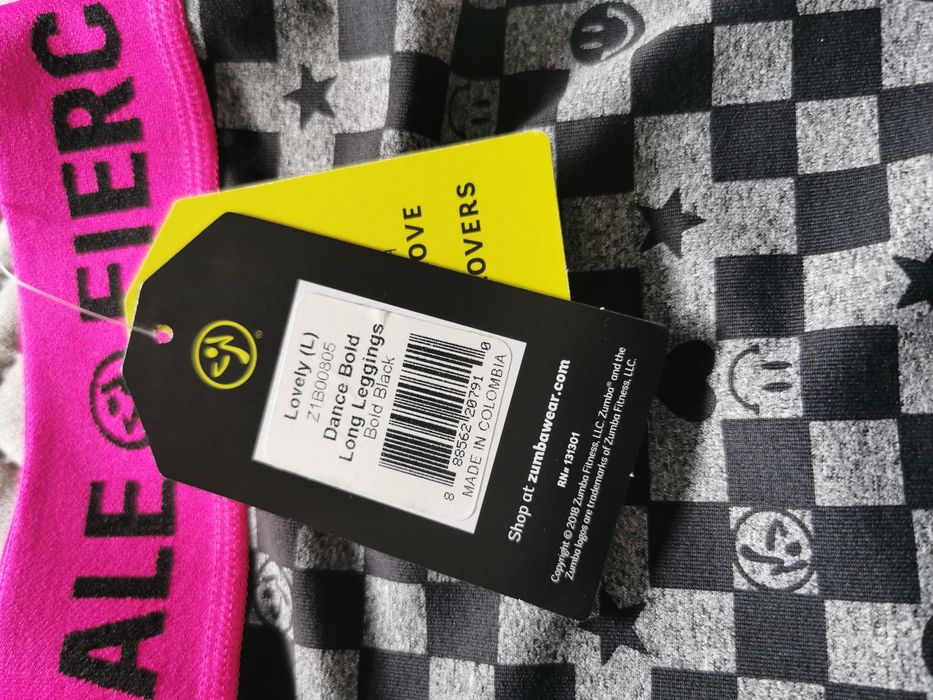 ALE FIERC
OVE
OVERS
Lovely (L)
Z1B00805
Dance Bold
Long Leggings
Bold Black
8 88562 20791 0
MADE IN COLOMBIA
Shop at zumbawear.com
RN# 131301
Copyright © 2018 Zumba Fitness, LLC. Zumba® and the
Zumba logos are trademarks of Zumba Fitness, LLC.